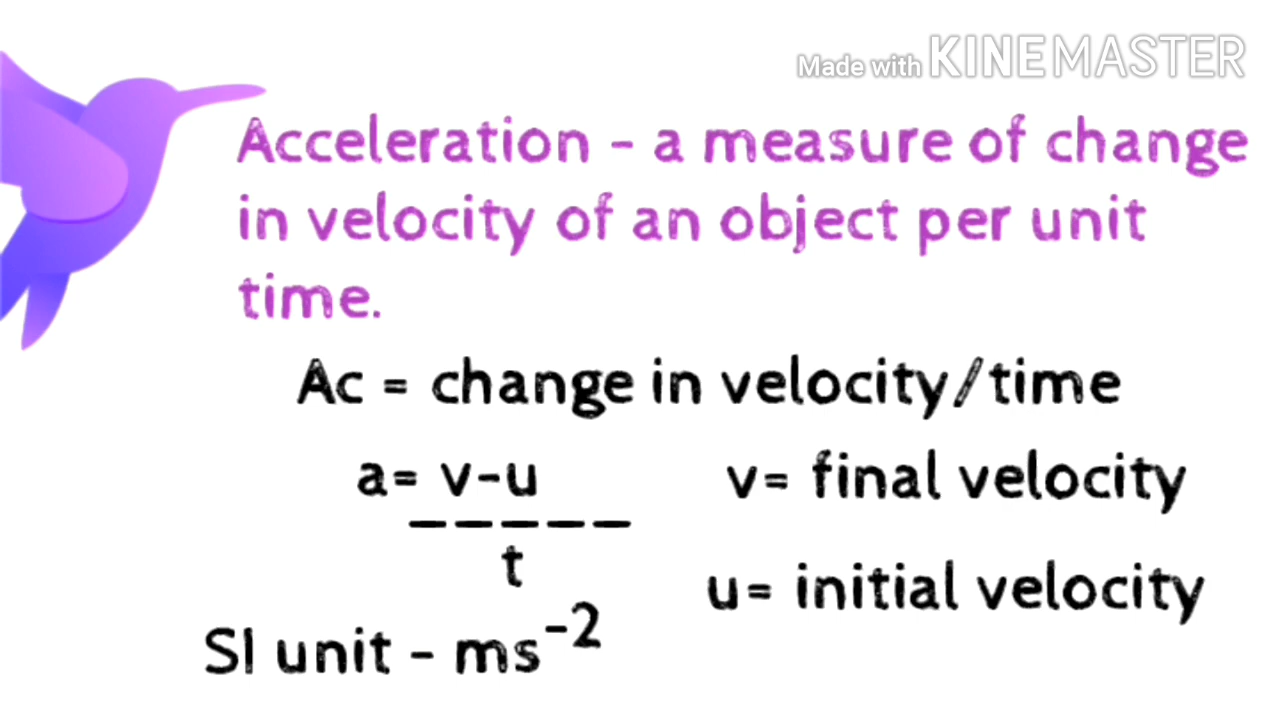 Made with KINEMASTER
Acceleration - a measure of change
in velocity of an object per unit
time.
Ac = change in velocity/time
a= v-u
-----
t
v= final velocity
u= initial velocity
SI unit - ms⁻²